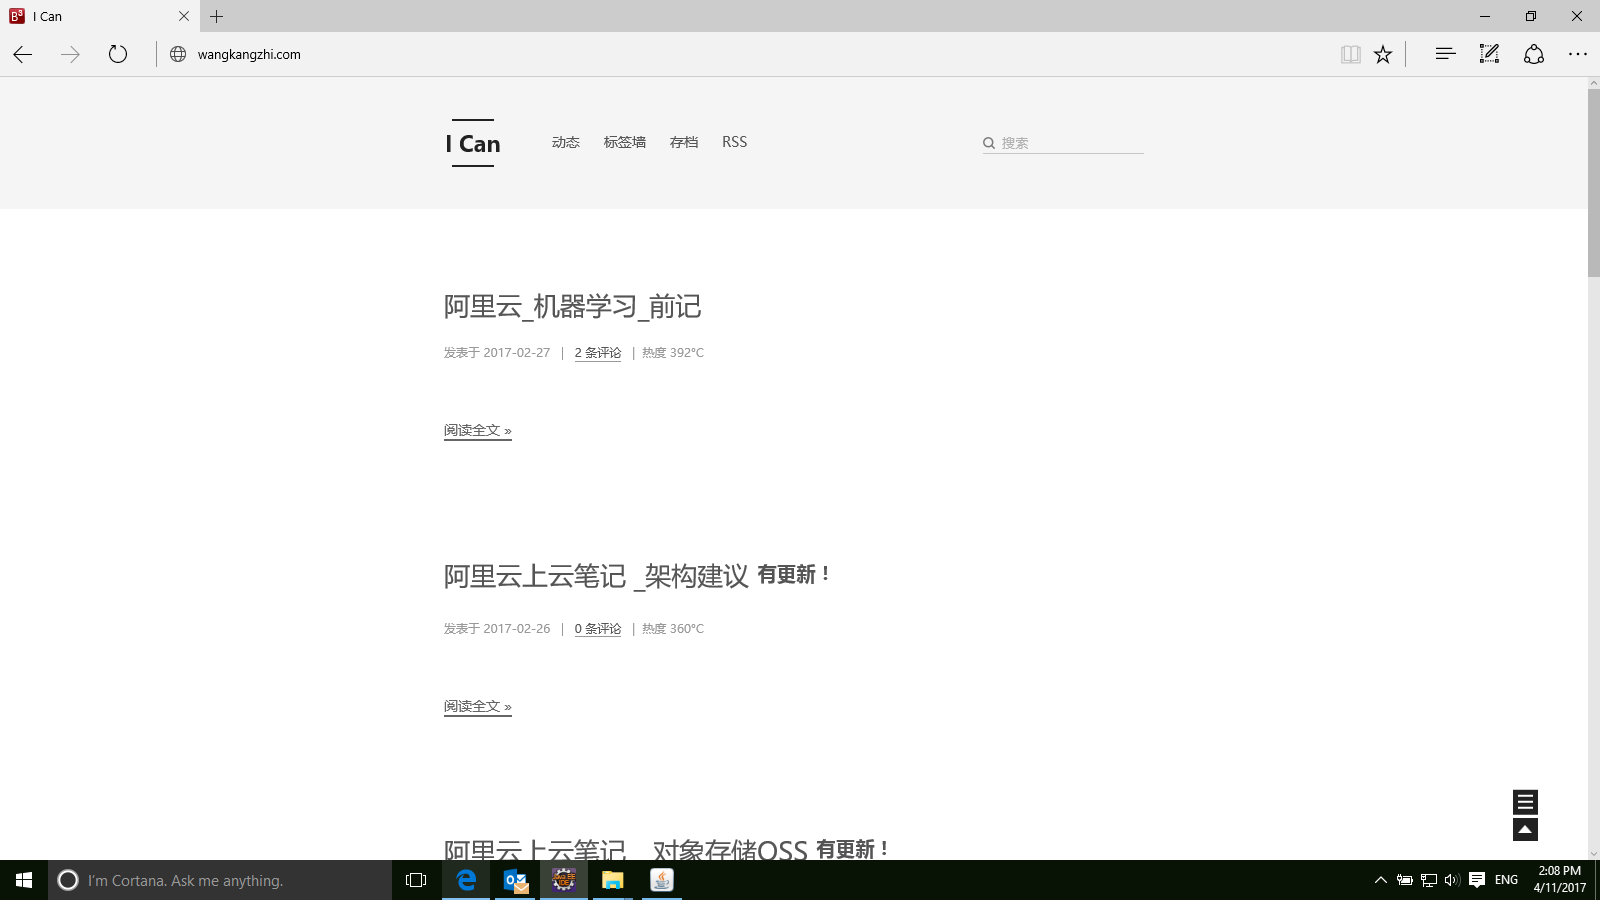 I Can
wangkangzhi.com
I Can
动态 标签墙 存档 RSS
搜索
阿里云_机器学习_前记
发表于 2017-02-27 | 2 条评论 | 热度 392°C
阅读全文 »
阿里云上云笔记 _架构建议 有更新！
发表于 2017-02-26 | 0 条评论 | 热度 360°C
阅读全文 »
阿里云上云笔记 _ 对象存储OSS 有更新！
I'm Cortana. Ask me anything.
ENG
2:08 PM
4/11/2017